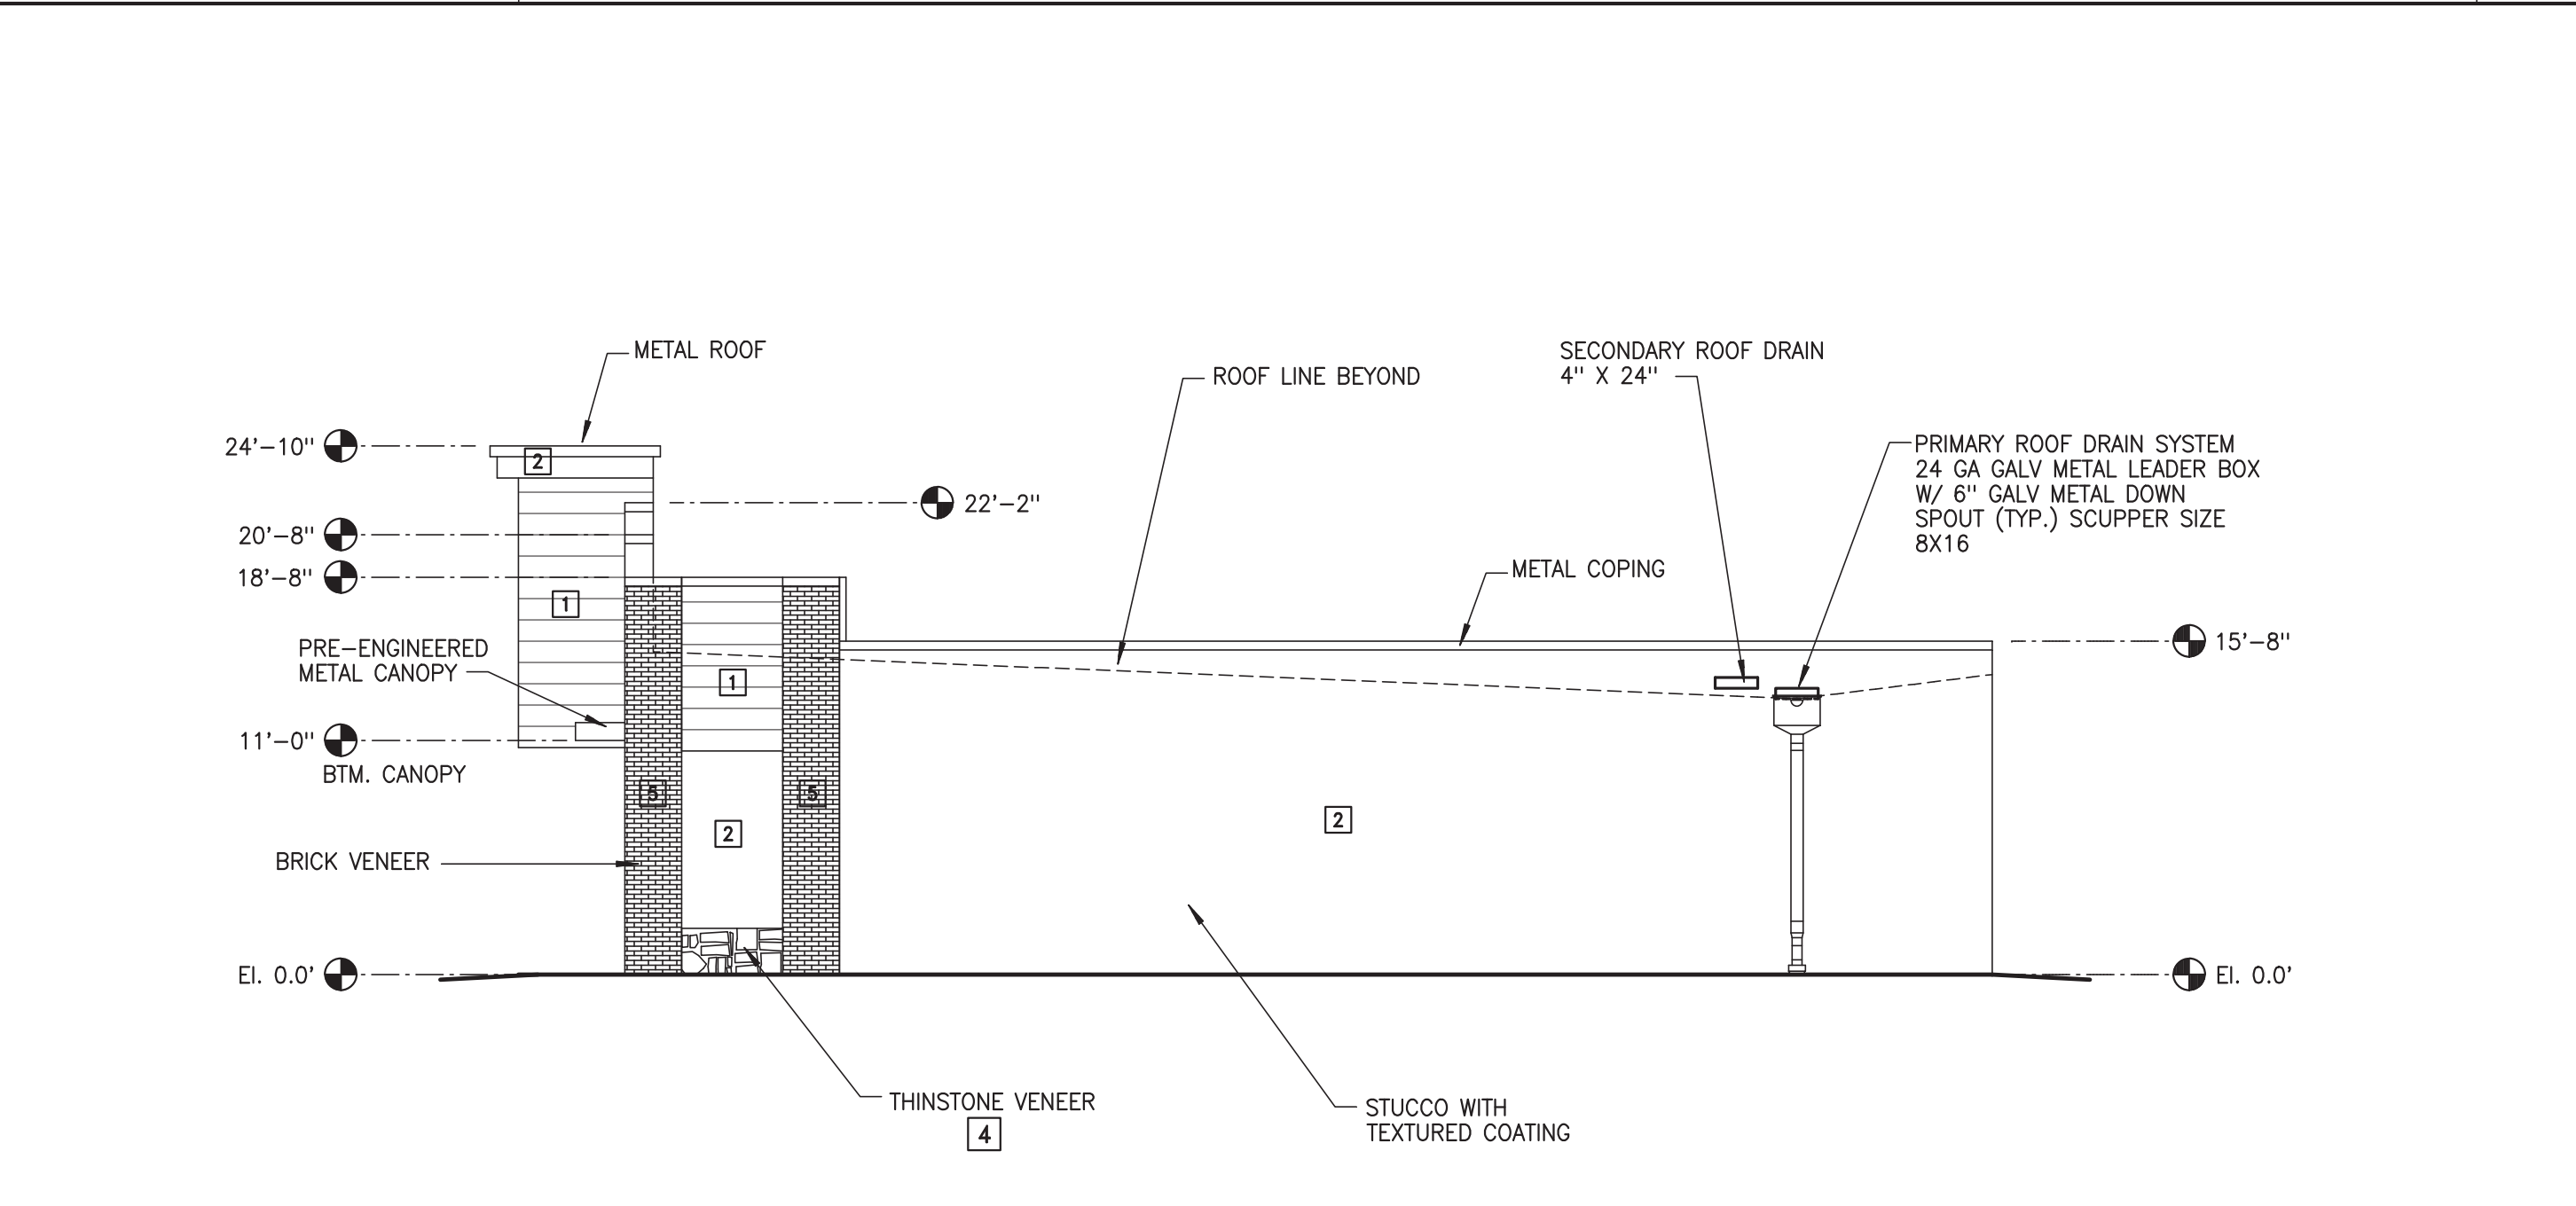 METAL ROOF
SECONDARY ROOF DRAIN
4" X 24"
ROOF LINE BEYOND
24'-10"
2
PRIMARY ROOF DRAIN SYSTEM
24 GA GALV METAL LEADER BOX
W/ 6" GALV METAL DOWN
SPOUT (TYP.) SCUPPER SIZE
8X16
22'-2"
20'-8"
18'-8"
METAL COPING
1
PRE-ENGINEERED
METAL CANOPY
15'-8"
1
11'-0"
BTM. CANOPY
5
5
2
2
BRICK VENEER
El. 0.0'
El. 0.0'
THINSTONE VENEER
4
STUCCO WITH
TEXTURED COATING